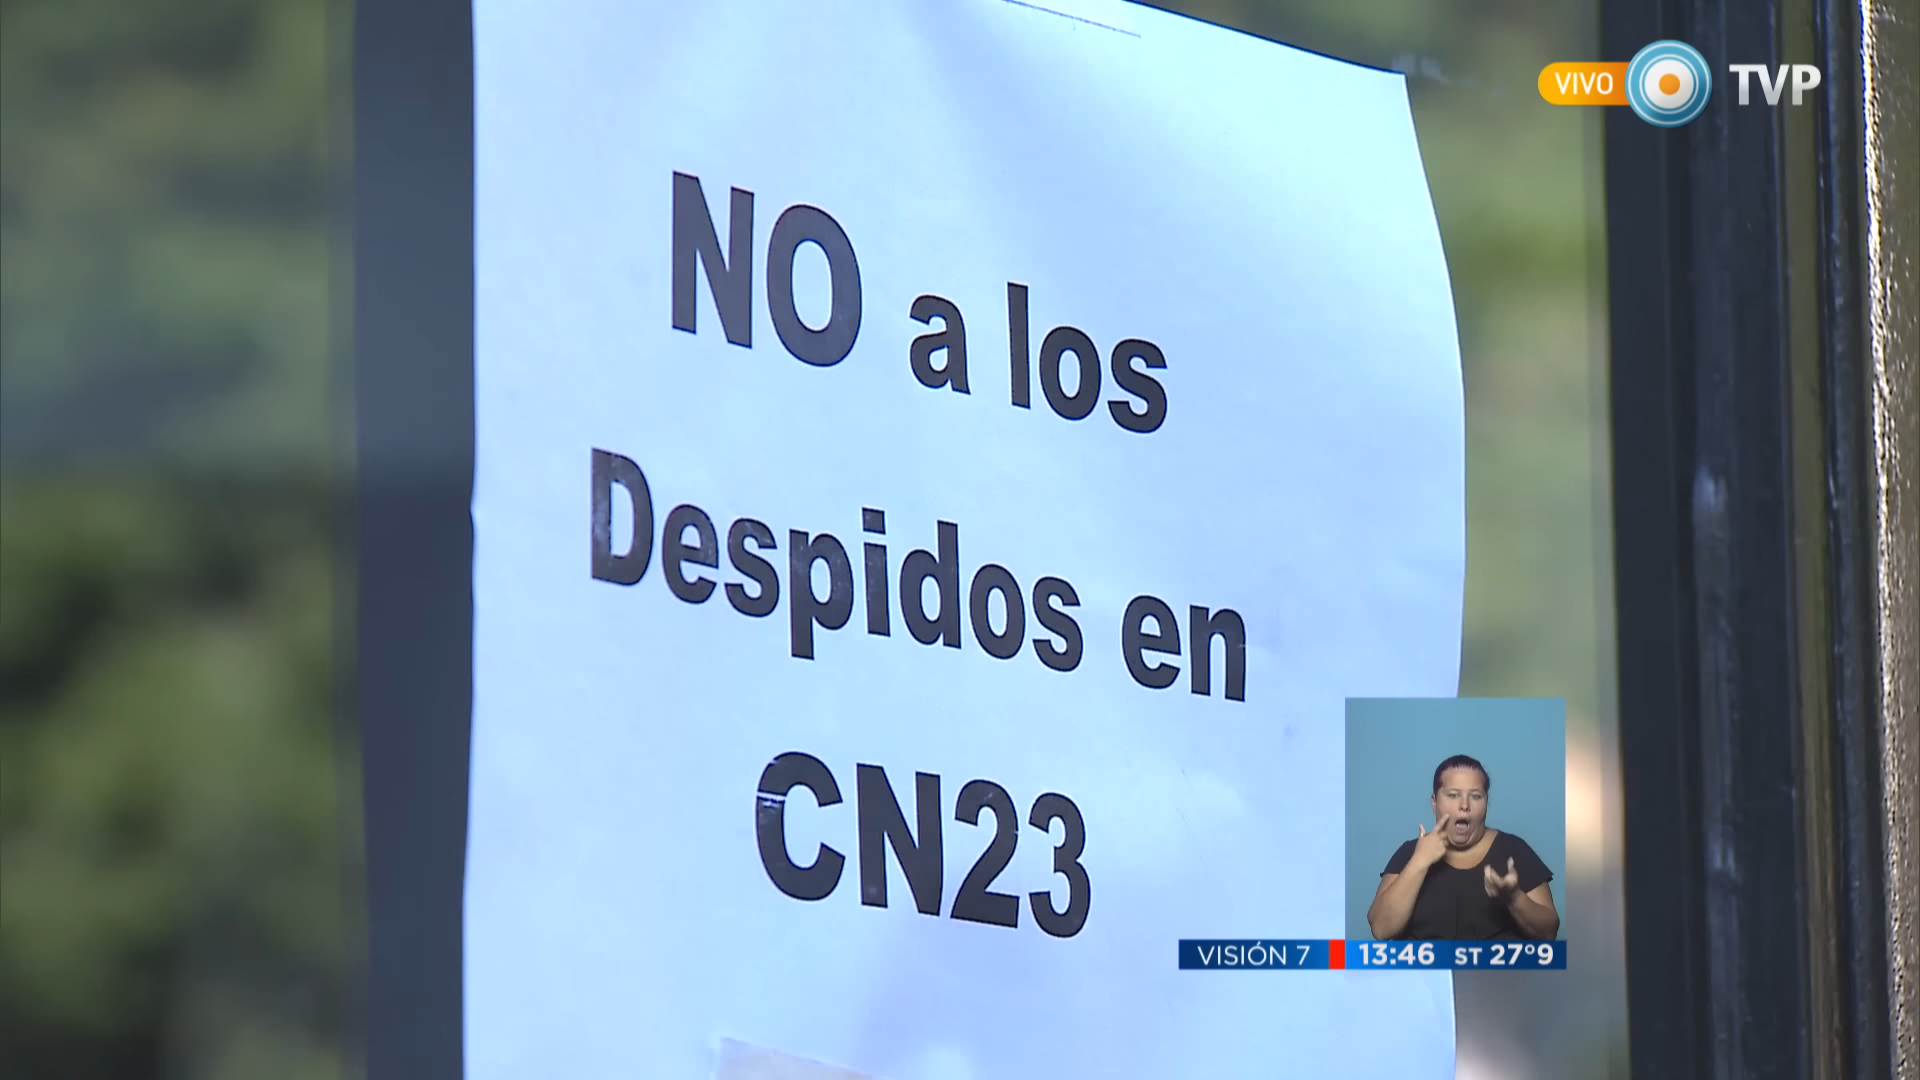 VIVO TVP
NO a los
Despidos en
CN23
VISIÓN 7 13:46 ST 27°9